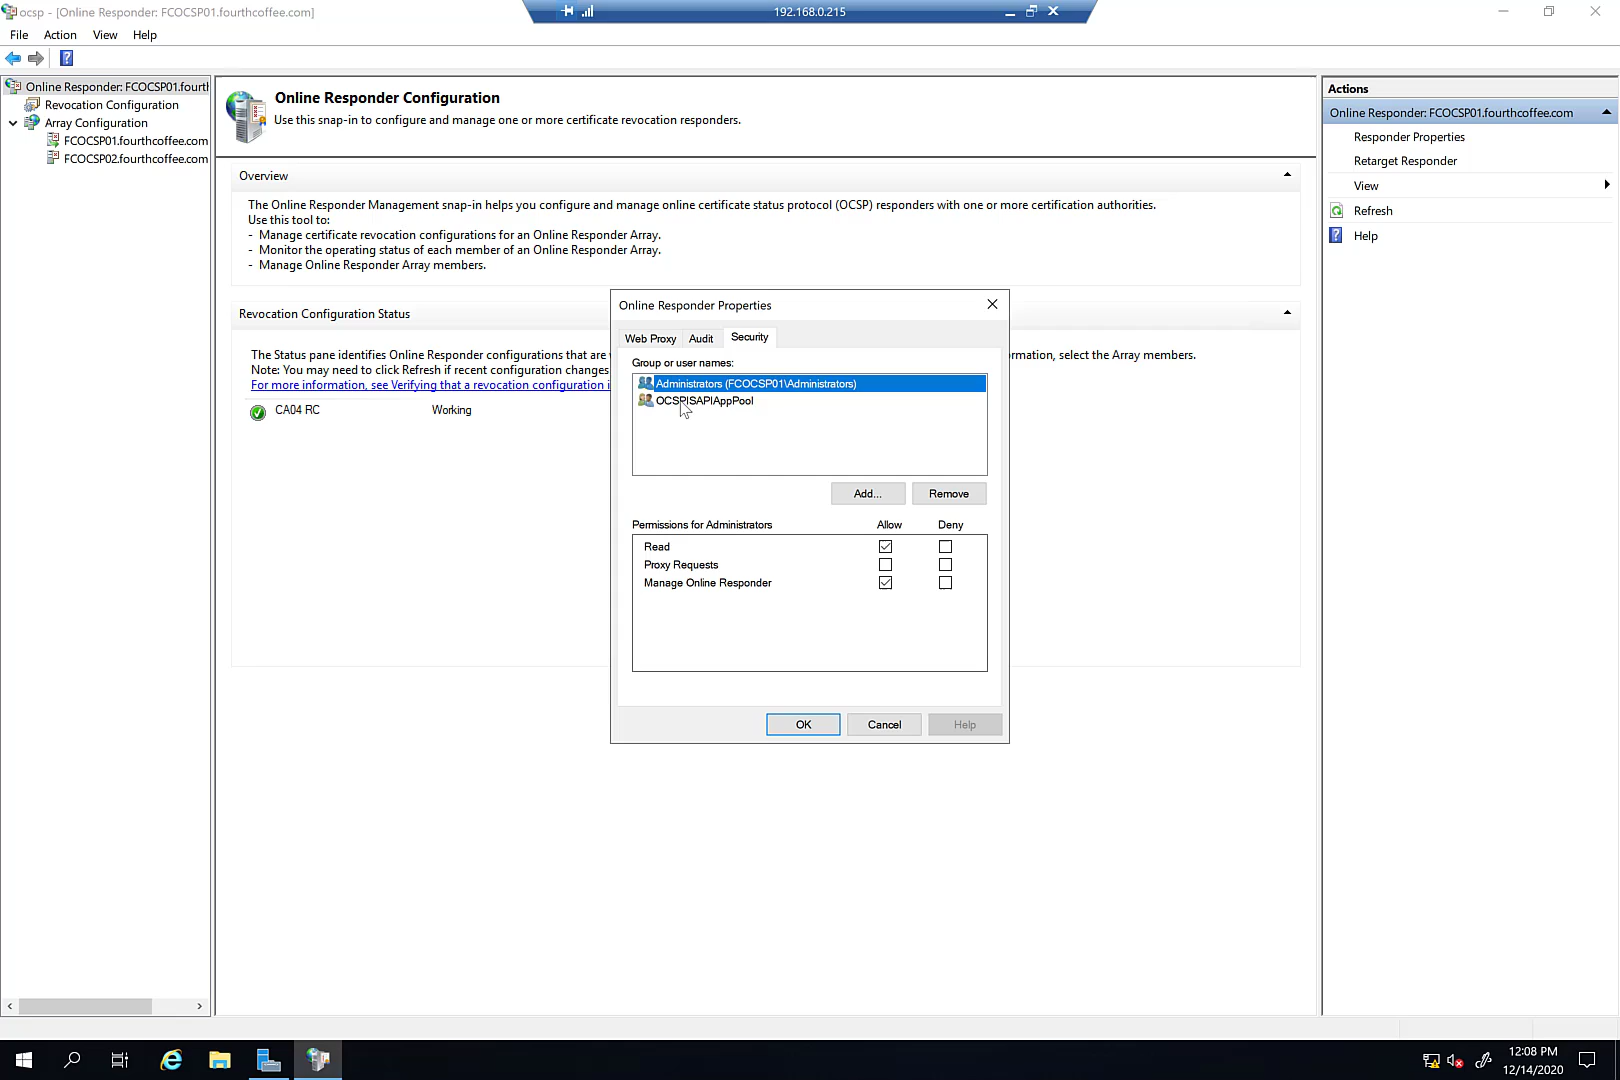 ocsp - [Online Responder: FCOCSP01.fourthcoffee.com]
192.168.0.215
File Action View Help
Online Responder: FCOCSP01.fourtl
Revocation Configuration
Array Configuration
FCOCSP01.fourthcoffee.com
FCOCSP02.fourthcoffee.com
Online Responder Configuration
Use this snap-in to configure and manage one or more certificate revocation responders.
Overview
The Online Responder Management snap-in helps you configure and manage online certificate status protocol (OCSP) responders with one or more certification authorities.
Use this tool to:
- Manage certificate revocation configurations for an Online Responder Array.
- Monitor the operating status of each member of an Online Responder Array.
- Manage Online Responder Array members.
Revocation Configuration Status
The Status pane identifies Online Responder configurations that are
ormation, select the Array members.
Note: You may need to click Refresh if recent configuration changes
For more information, see Verifying that a revocation configuration i
CA04 RC Working
Online Responder Properties
Web Proxy Audit Security
Group or user names:
Administrators (FCOCSP01\Administrators)
OCSPISAPIAppPool
Add... Remove
Permissions for Administrators Allow Deny
Read
Proxy Requests
Manage Online Responder
OK Cancel Help
Actions
Online Responder: FCOCSP01.fourthcoffee.com
Responder Properties
Retarget Responder
View
Refresh
Help
12:08 PM
12/14/2020